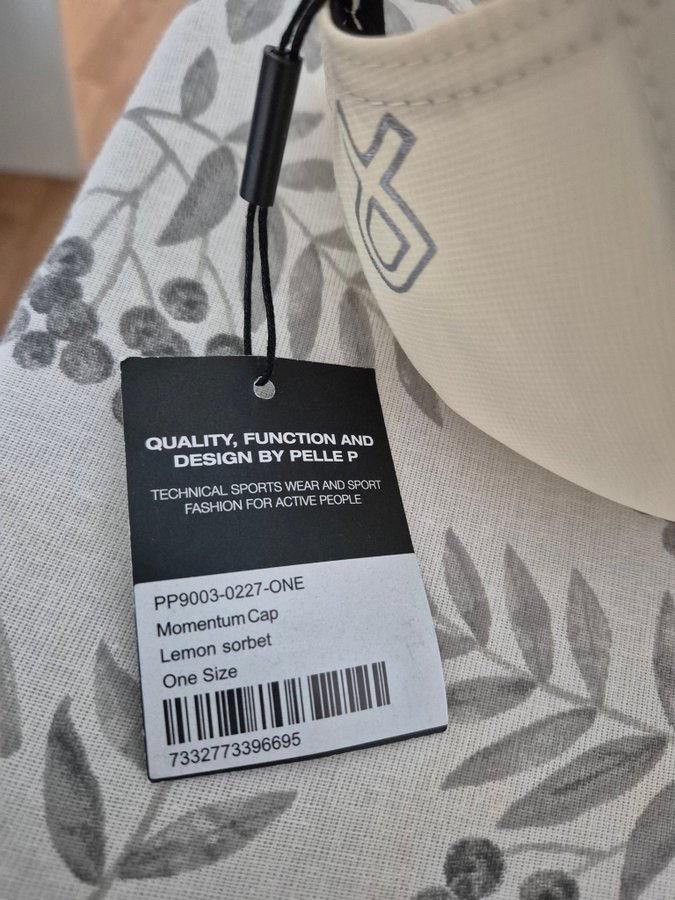 QUALITY, FUNCTION AND
DESIGN BY PELLE P
TECHNICAL SPORTS WEAR AND SPORT
FASHION FOR ACTIVE PEOPLE
PP9003-0227-ONE
Momentum Cap
Lemon sorbet
One Size
7332773396695